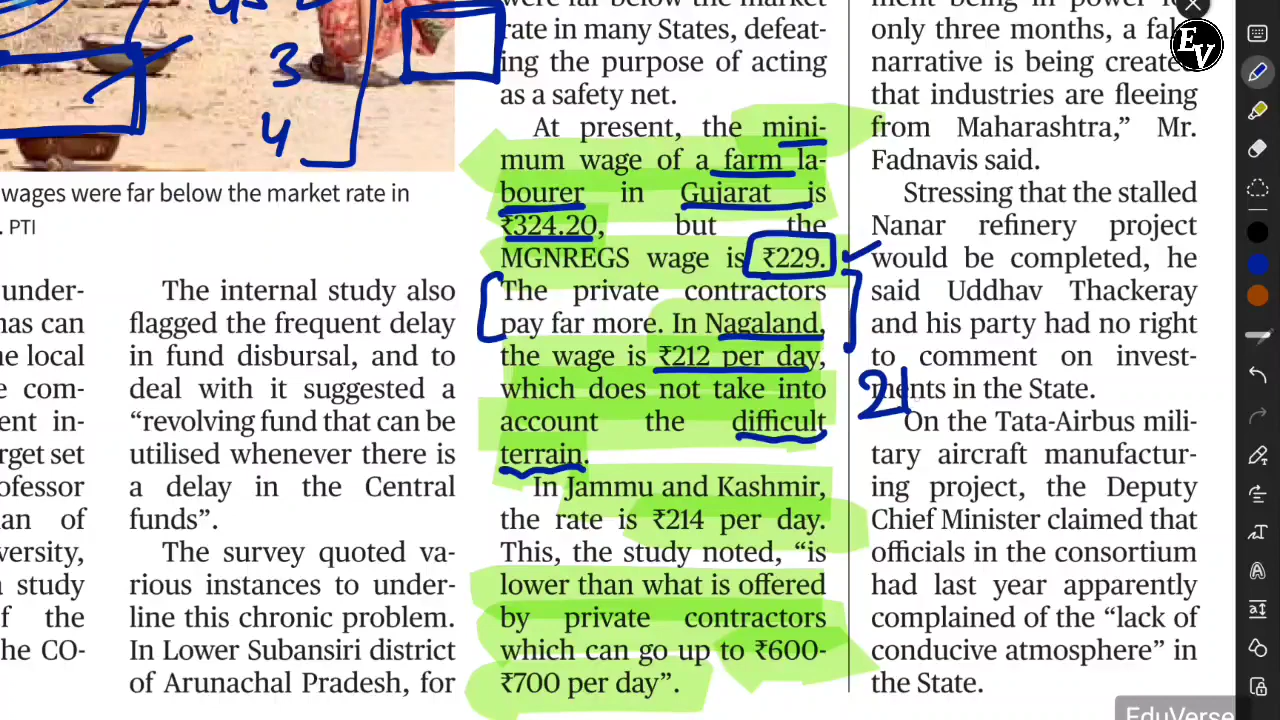 45
3
4
wages were far below the market rate in
. PTI
under-
mas can
he local
e com-
ent in-
rget set
ofessor
an of
versity,
study
f the
he CO-
The internal study also
flagged the frequent delay
in fund disbursal, and to
deal with it suggested a
“revolving fund that can be
utilised whenever there is
a delay in the Central
funds”.
The survey quoted va-
rious instances to under-
line this chronic problem.
In Lower Subansiri district
of Arunachal Pradesh, for
were far below the market
rate in many States, defeat-
ing the purpose of acting
as a safety net.
At present, the mini-
mum wage of a farm la-
bourer in Gujarat is
₹324.20, but the
MGNREGS wage is ₹229.
The private contractors
pay far more. In Nagaland,
the wage is ₹212 per day,
which does not take into
account the difficult
terrain.
In Jammu and Kashmir,
the rate is ₹214 per day.
This, the study noted, “is
lower than what is offered
by private contractors
which can go up to ₹600-
₹700 per day”.
21
ment being in power
only three months, a
narrative is being created
that industries are fleeing
from Maharashtra,” Mr.
Fadnavis said.
Stressing that the stalled
Nanar refinery project
would be completed, he
said Uddhav Thackeray
and his party had no right
to comment on invest-
ments in the State.
On the Tata-Airbus mili-
tary aircraft manufactur-
ing project, the Deputy
Chief Minister claimed that
officials in the consortium
had last year apparently
complained of the “lack of
conducive atmosphere” in
the State.
EV
EduVerse